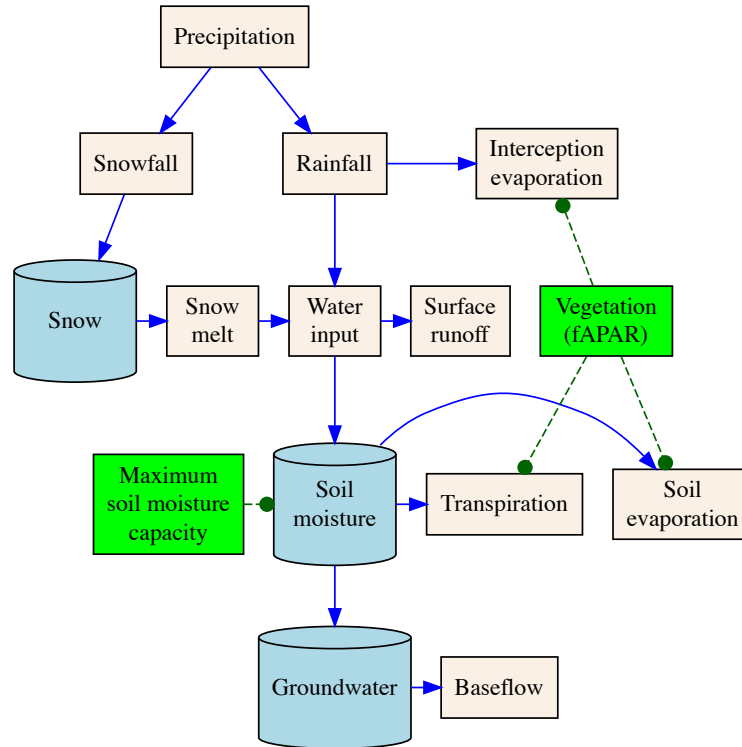 Precipitation
Snowfall
Rainfall
Interception
evaporation
Snow
Snow
melt
Water
input
Surface
runoff
Vegetation
(fAPAR)
Maximum
soil moisture
capacity
Soil
moisture
Transpiration
Soil
evaporation
Groundwater
Baseflow